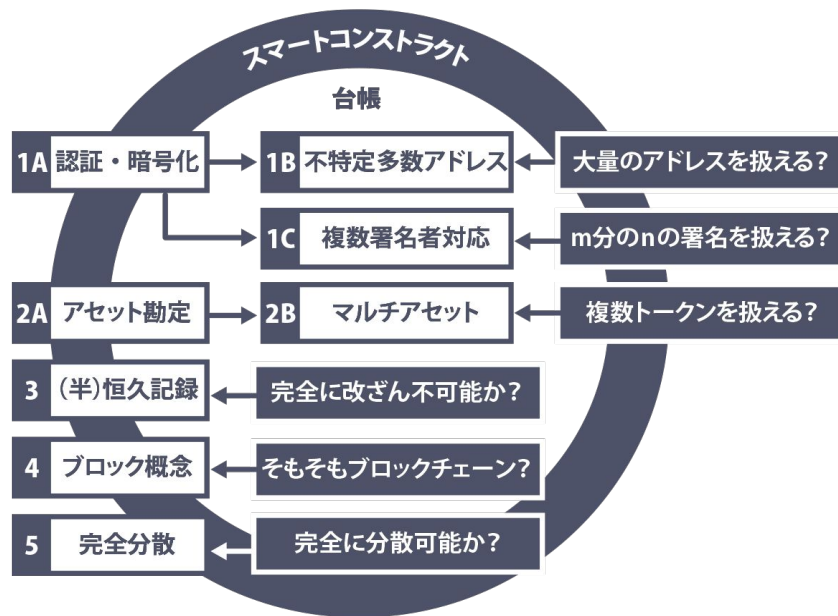 スマートコンストラクト
台帳
1A 認証・暗号化
1B 不特定多数アドレス
大量のアドレスを扱える?
1C 複数署名者対応
m分のnの署名を扱える?
2A アセット勘定
2B マルチアセット
複数トークンを扱える?
3 (半)恒久記録
完全に改ざん不可能か?
4 ブロック概念
そもそもブロックチェーン?
5 完全分散
完全に分散可能か?